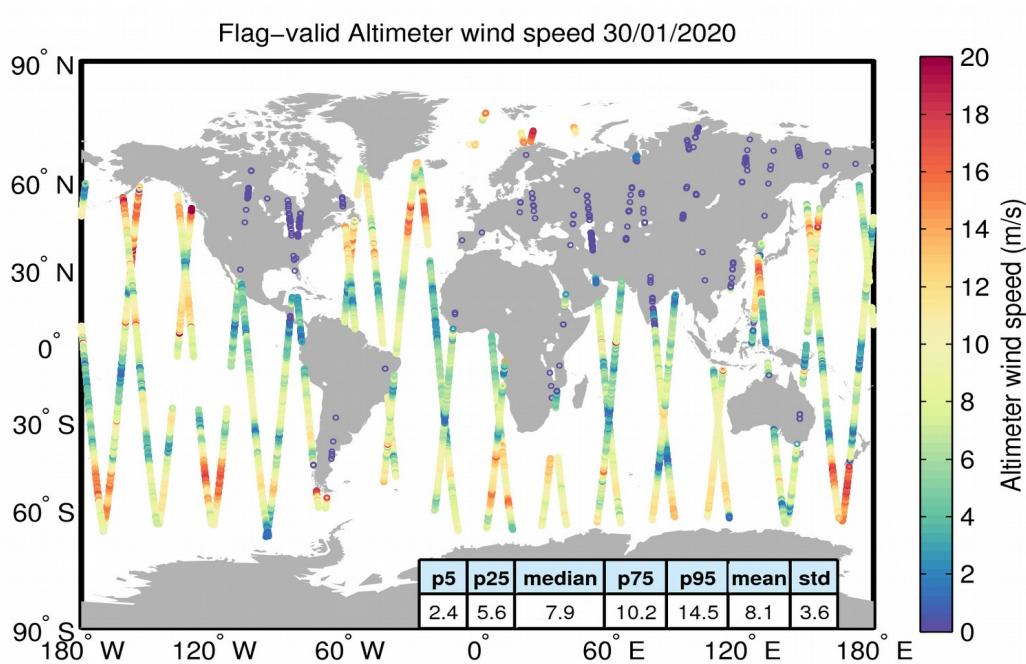 Flag−valid Altimeter wind speed 30/01/2020
90° N
60° N
30° N
0°
30° S
60° S
90° S
180° W 120° W 60° W 0° 60° E 120° E 180° E
p5 p25 median p75 p95 mean std
2.4 5.6 7.9 10.2 14.5 8.1 3.6
20
18
16
14
12
10
8
6
4
2
0
Altimeter wind speed (m/s)